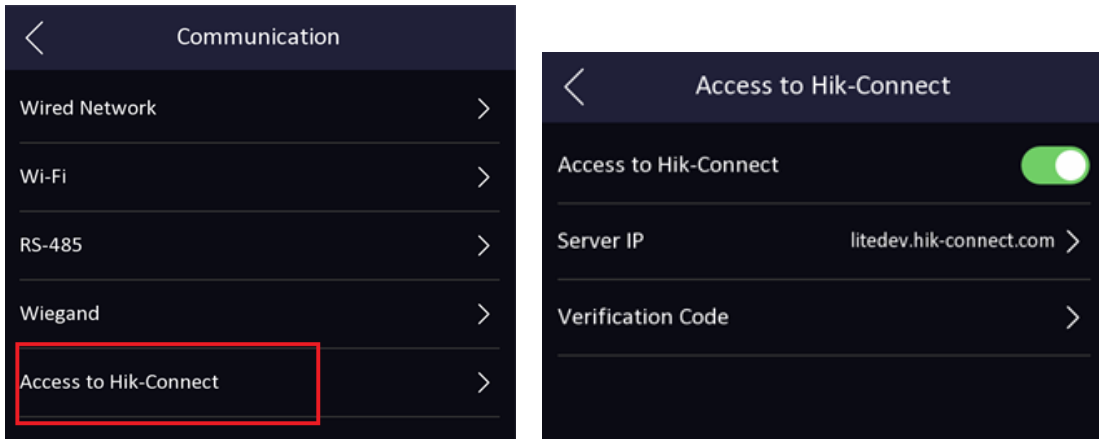 Communication
Wired Network
Wi-Fi
RS-485
Wiegand
Access to Hik-Connect
Access to Hik-Connect
Access to Hik-Connect
Server IP litedev.hik-connect.com
Verification Code